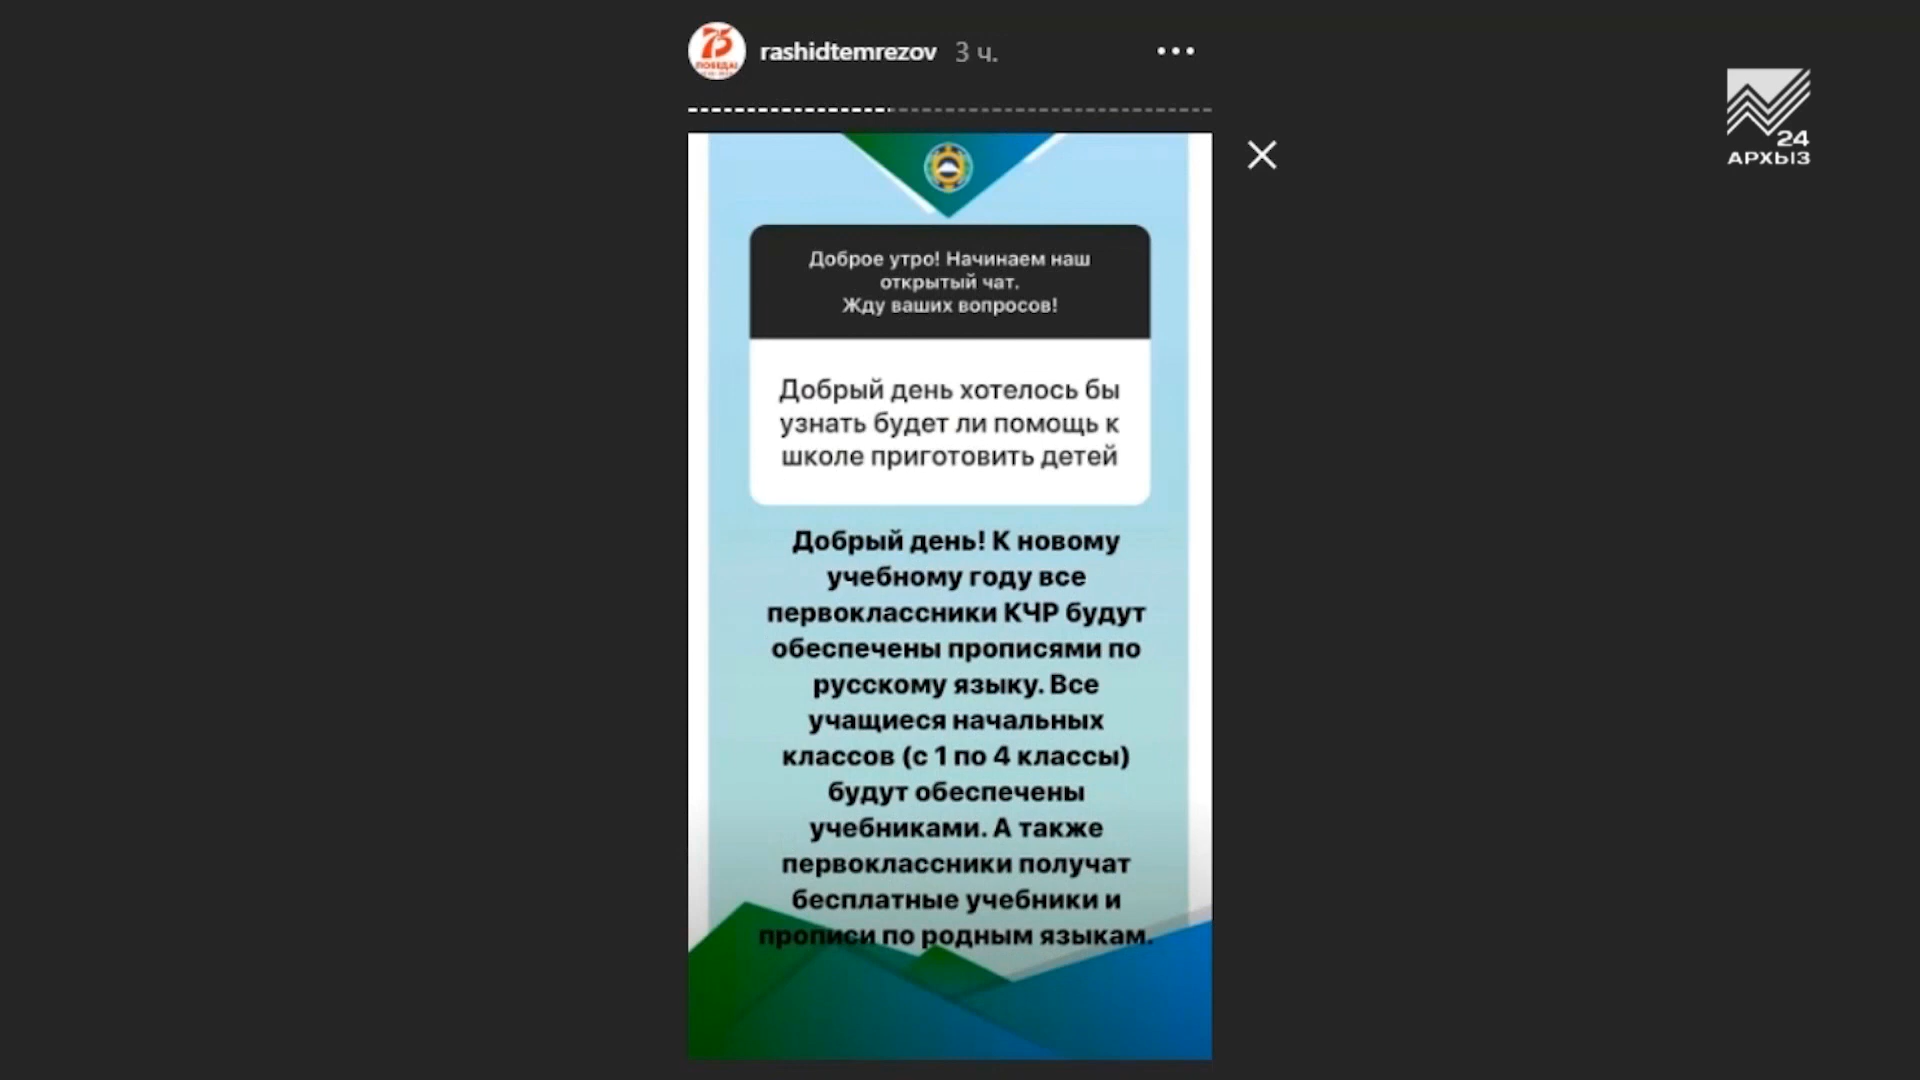 75
ПОБЕДА!
rashidtemrezov 3 ч.
24
АРХЫЗ
Доброе утро! Начинаем наш
открытый чат.
Жду ваших вопросов!
Добрый день хотелось бы
узнать будет ли помощь к
школе приготовить детей
Добрый день! К новому
учебному году все
первоклассники КЧР будут
обеспечены прописями по
русскому языку. Все
учащиеся начальных
классов (с 1 по 4 классы)
будут обеспечены
учебниками. А также
первоклассники получат
бесплатные учебники и
прописи по родным языкам.